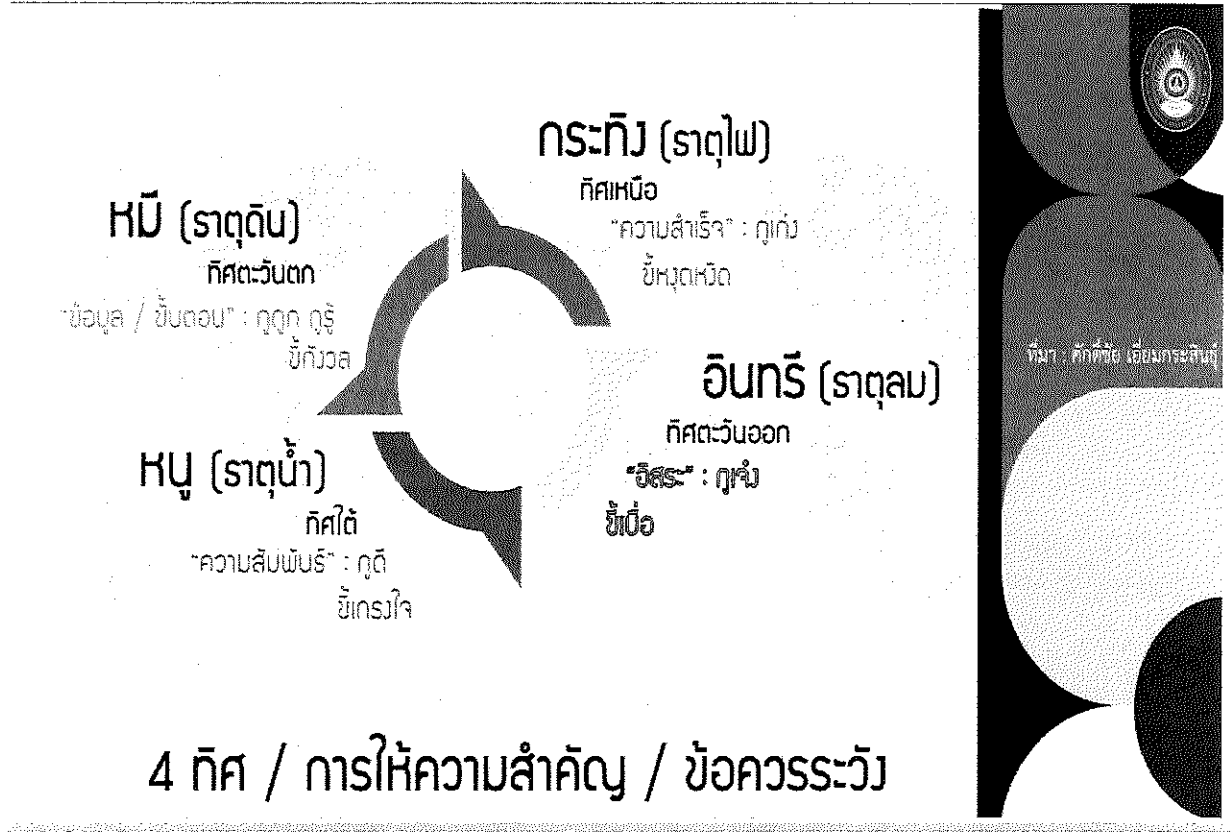 กระทิง (ธาตุไฟ)
ทิศเหนือ
"ความสำเร็จ" : กูเก่ง
ขี้หงุดหงิด
หมี (ธาตุดิน)
ทิศตะวันตก
"ข้อมูล / ขั้นตอน" : กูถูก กูรู้
ขี้กังวล
อินทรี (ธาตุลม)
ทิศตะวันออก
"อิสระ" : กูเจ๋ง
ขี้เบื่อ
หนู (ธาตุน้ำ)
ทิศใต้
"ความสัมพันธ์" : กูดี
ขี้เกรงใจ
ที่มา : ศักดิ์ชัย เอี่ยมกระสินธุ์
4 ทิศ / การให้ความสำคัญ / ข้อควรระวัง